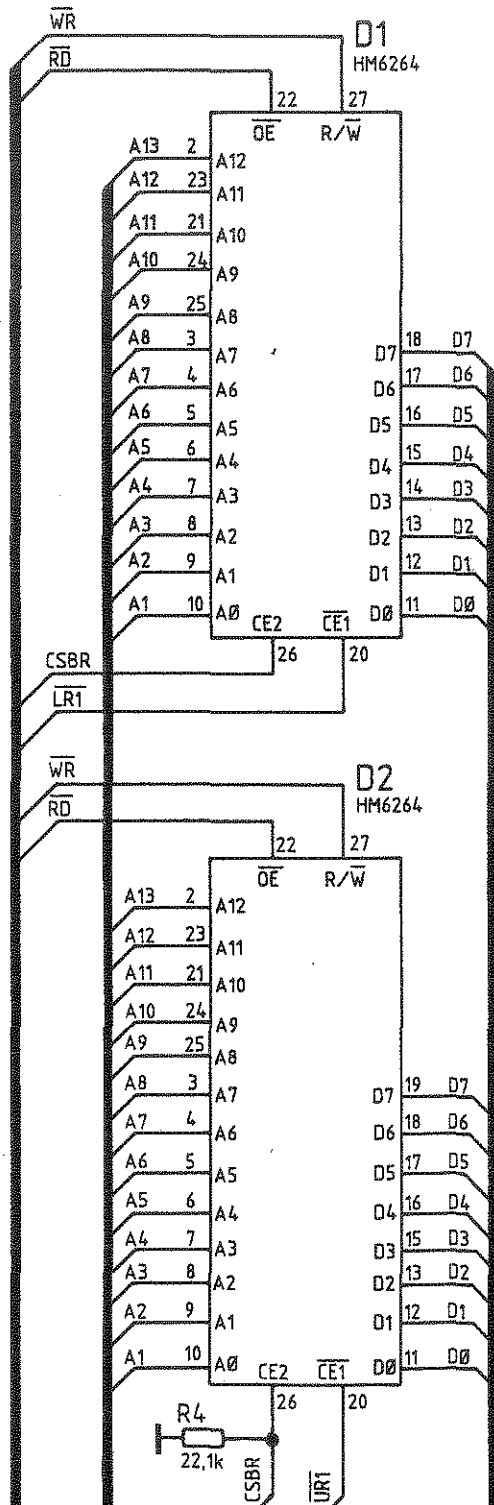 WR
D1
HM6264
RD
22 27
OE R/W
A13 2 A12
A12 23 A11
A11 21 A10
A10 24 A9
A9 25 A8
A8 3 A7 D7 18 D7
A7 4 A6 D6 17 D6
A6 5 A5 D5 16 D5
A5 6 A4 D4 15 D4
A4 7 A3 D3 14 D3
A3 8 A2 D2 13 D2
A2 9 A1 D1 12 D1
A1 10 AØ DØ 11 DØ
CE2 CE1
CSBR 26 20
LR1
WR
D2
HM6264
RD
22 27
OE R/W
A13 2 A12
A12 23 A11
A11 21 A10
A10 24 A9
A9 25 A8
A8 3 A7 D7 19 D7
A7 4 A6 D6 18 D6
A6 5 A5 D5 17 D5
A5 6 A4 D4 16 D4
A4 7 A3 D3 15 D3
A3 8 A2 D2 13 D2
A2 9 A1 D1 12 D1
A1 10 AØ DØ 11 DØ
CE2 CE1
26 20
R4
22,1k
CSBR
UR1